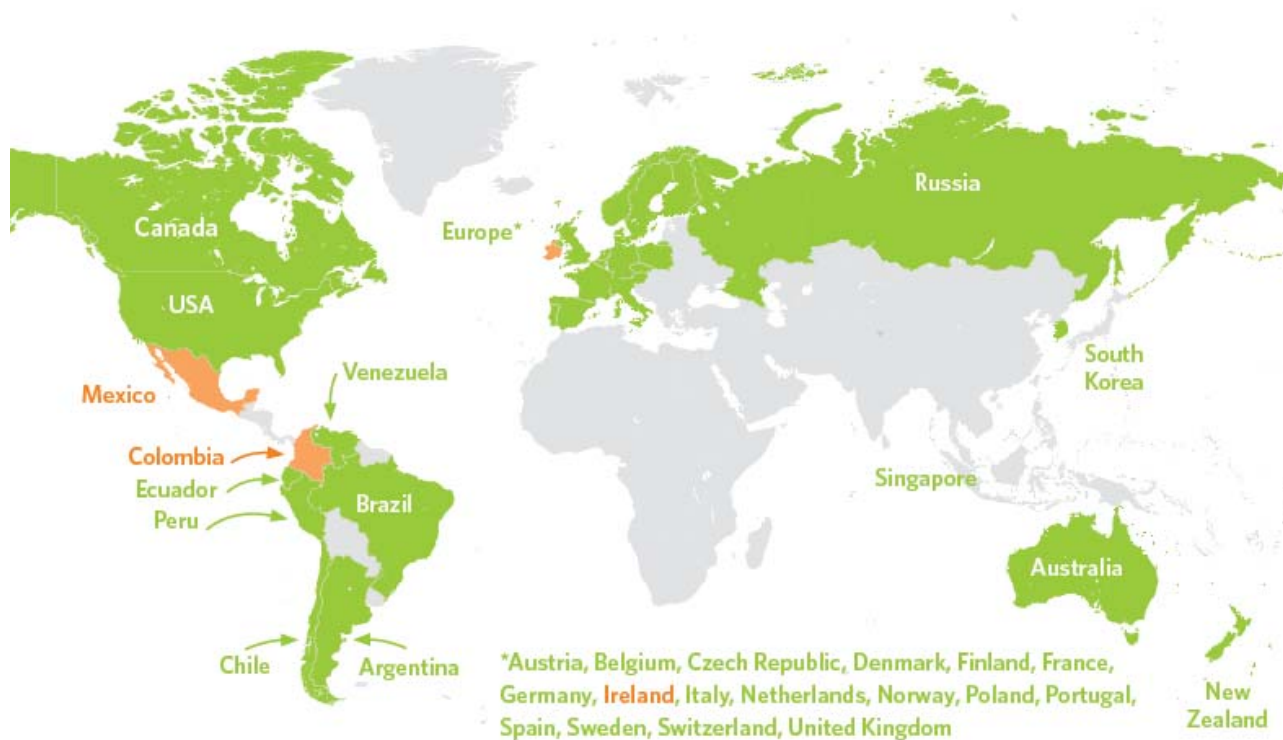 Canada
USA
Mexico
Venezuela
Colombia
Ecuador
Peru
Brazil
Chile
Argentina
Europe*
Russia
South
Korea
Singapore
Australia
New
Zealand
*Austria, Belgium, Czech Republic, Denmark, Finland, France,
Germany, Ireland, Italy, Netherlands, Norway, Poland, Portugal,
Spain, Sweden, Switzerland, United Kingdom